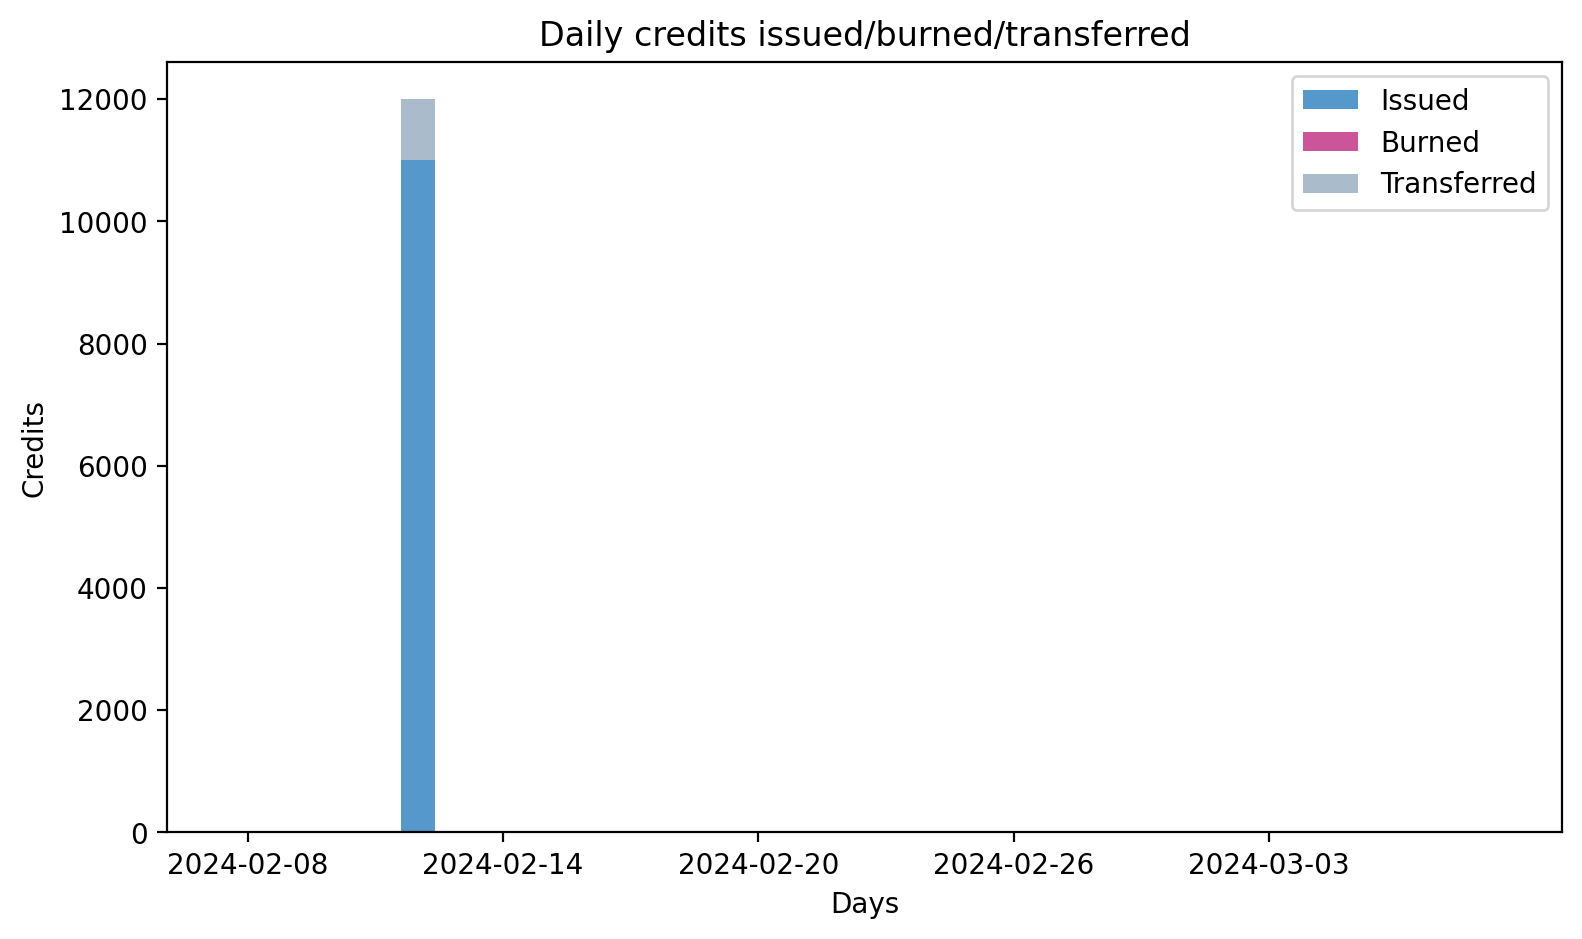 Daily credits issued/burned/transferred
Issued
Burned
Transferred
12000
10000
8000
6000
4000
2000
0
Credits
2024-02-08
2024-02-14
2024-02-20
2024-02-26
2024-03-03
Days